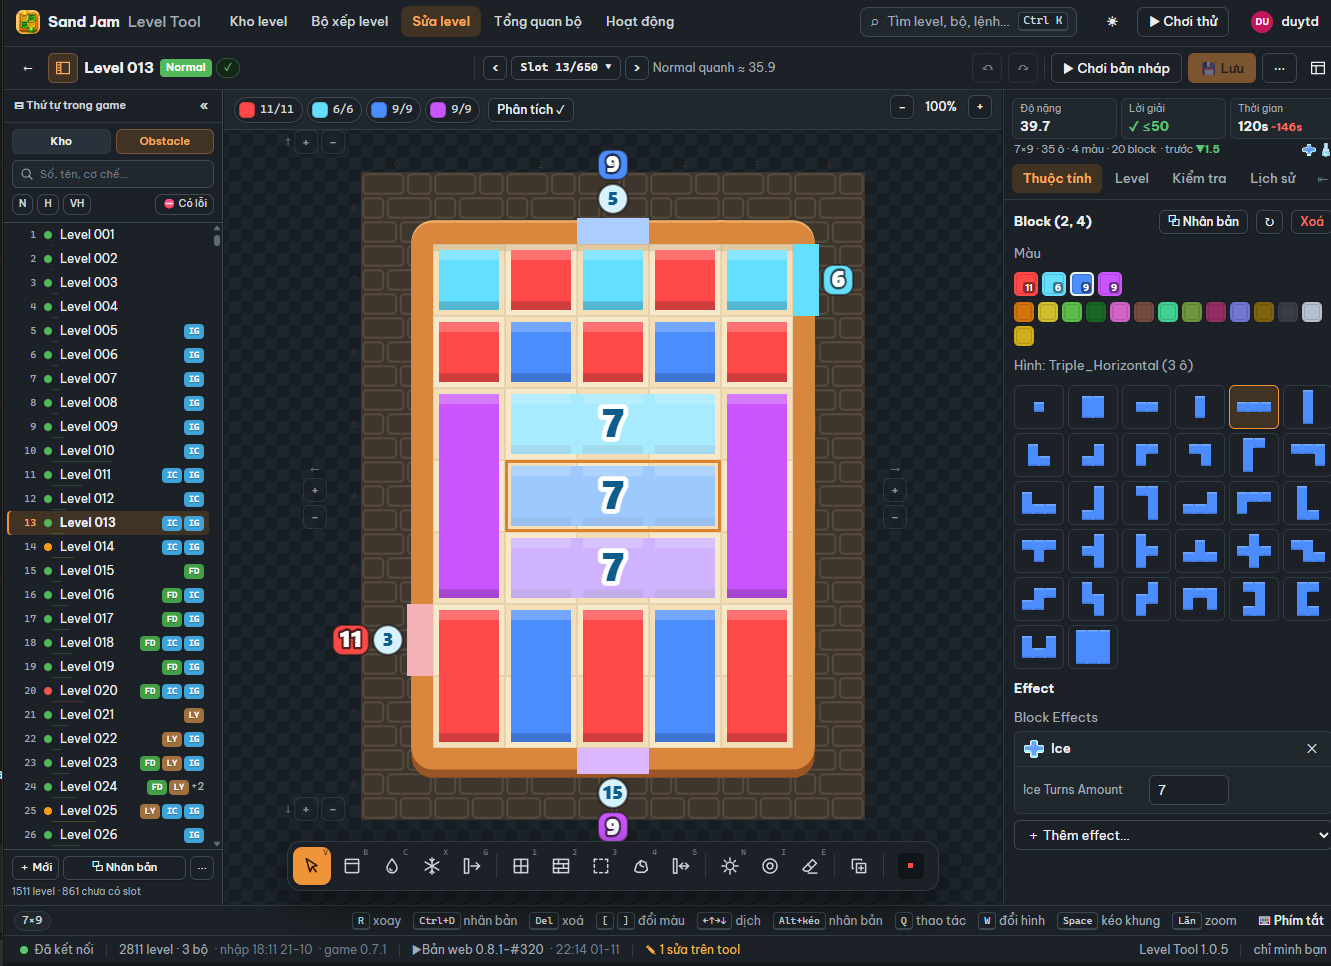 Sand Jam Level Tool Kho level Bộ xếp level Sửa level Tổng quan bộ Hoạt động Tìm level, bộ, lệnh... Ctrl K Chơi thử DU duytd
Level 013 Normal Slot 13/650 Normal quanh ≈ 35.9 Chơi bản nháp Lưu ...
Thứ tự trong game «
Kho Obstacle
Số, tên, cơ chế...
N H VH Có lỗi
1 Level 001
2 Level 002
3 Level 003
4 Level 004
5 Level 005 IG
6 Level 006 IG
7 Level 007 IG
8 Level 008 IG
9 Level 009 IG
10 Level 010 IC
11 Level 011 IC IG
12 Level 012 IC
13 Level 013 IC IG
14 Level 014 IC IG
15 Level 015 FD
16 Level 016 FD IC
17 Level 017 FD IG
18 Level 018 FD IC IG
19 Level 019 FD IG
20 Level 020 FD IC IG
21 Level 021 LY
22 Level 022 LY IG
23 Level 023 FD LY IG
24 Level 024 FD LY +2
25 Level 025 LY IC IG
26 Level 026 IG
+ Mới Nhân bản ...
1511 level · 861 chưa có slot
11/11 6/6 9/9 9/9 Phân tích ✓ − 100% +
9
5
6
7
7
7
11 3
15
9
V B C X G 1 2 3 4 5 N I E
Độ nặng Lời giải Thời gian
39.7 ✓ ≤50 120s -146s
7×9 · 35 ô · 4 màu · 20 block · trước ▼1.5
Thuộc tính Level Kiểm tra Lịch sử
Block (2, 4) Nhân bản ↻ Xoá
Màu
11 6 9 9
Hình: Triple_Horizontal (3 ô)
Effect
Block Effects
Ice ×
Ice Turns Amount 7
+ Thêm effect...
7×9 R xoay Ctrl+D nhân bản Del xoá [ ] đổi màu ←↑↓→ dịch Alt+kéo nhân bản Q thao tác W đổi hình Space kéo khung Lăn zoom Phím tắt
Đã kết nối 2811 level · 3 bộ · nhập 18:11 21-10 · game 0.7.1 ▶Bản web 0.8.1-#320 · 22:14 01-11 1 sửa trên tool Level Tool 1.0.5 chỉ mình bạn